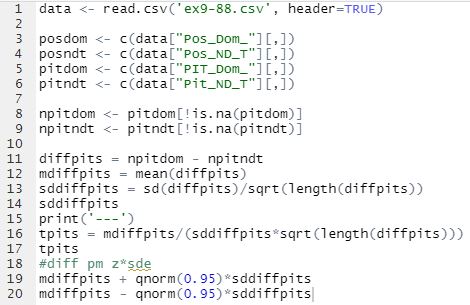 1 data <- read.csv('ex9-88.csv', header=TRUE)
2
3 posdom <- c(data["Pos_Dom_"][,])
4 posndt <- c(data["Pos_ND_T"][,])
5 pitdom <- c(data["PIT_Dom_"][,])
6 pitndt <- c(data["Pit_ND_T"][,])
7
8 npitdom <- pitdom[!is.na(pitdom)]
9 npitndt <- pitndt[!is.na(pitndt)]
10
11 diffpits = npitdom - npitndt
12 mdiffpits = mean(diffpits)
13 sddiffpits = sd(diffpits)/sqrt(length(diffpits))
14 sddiffpits
15 print('---')
16 tpits = mdiffpits/(sddiffpits*sqrt(length(diffpits)))
17 tpits
18 #diff pm z*sde
19 mdiffpits + qnorm(0.95)*sddiffpits
20 mdiffpits - qnorm(0.95)*sddiffpits